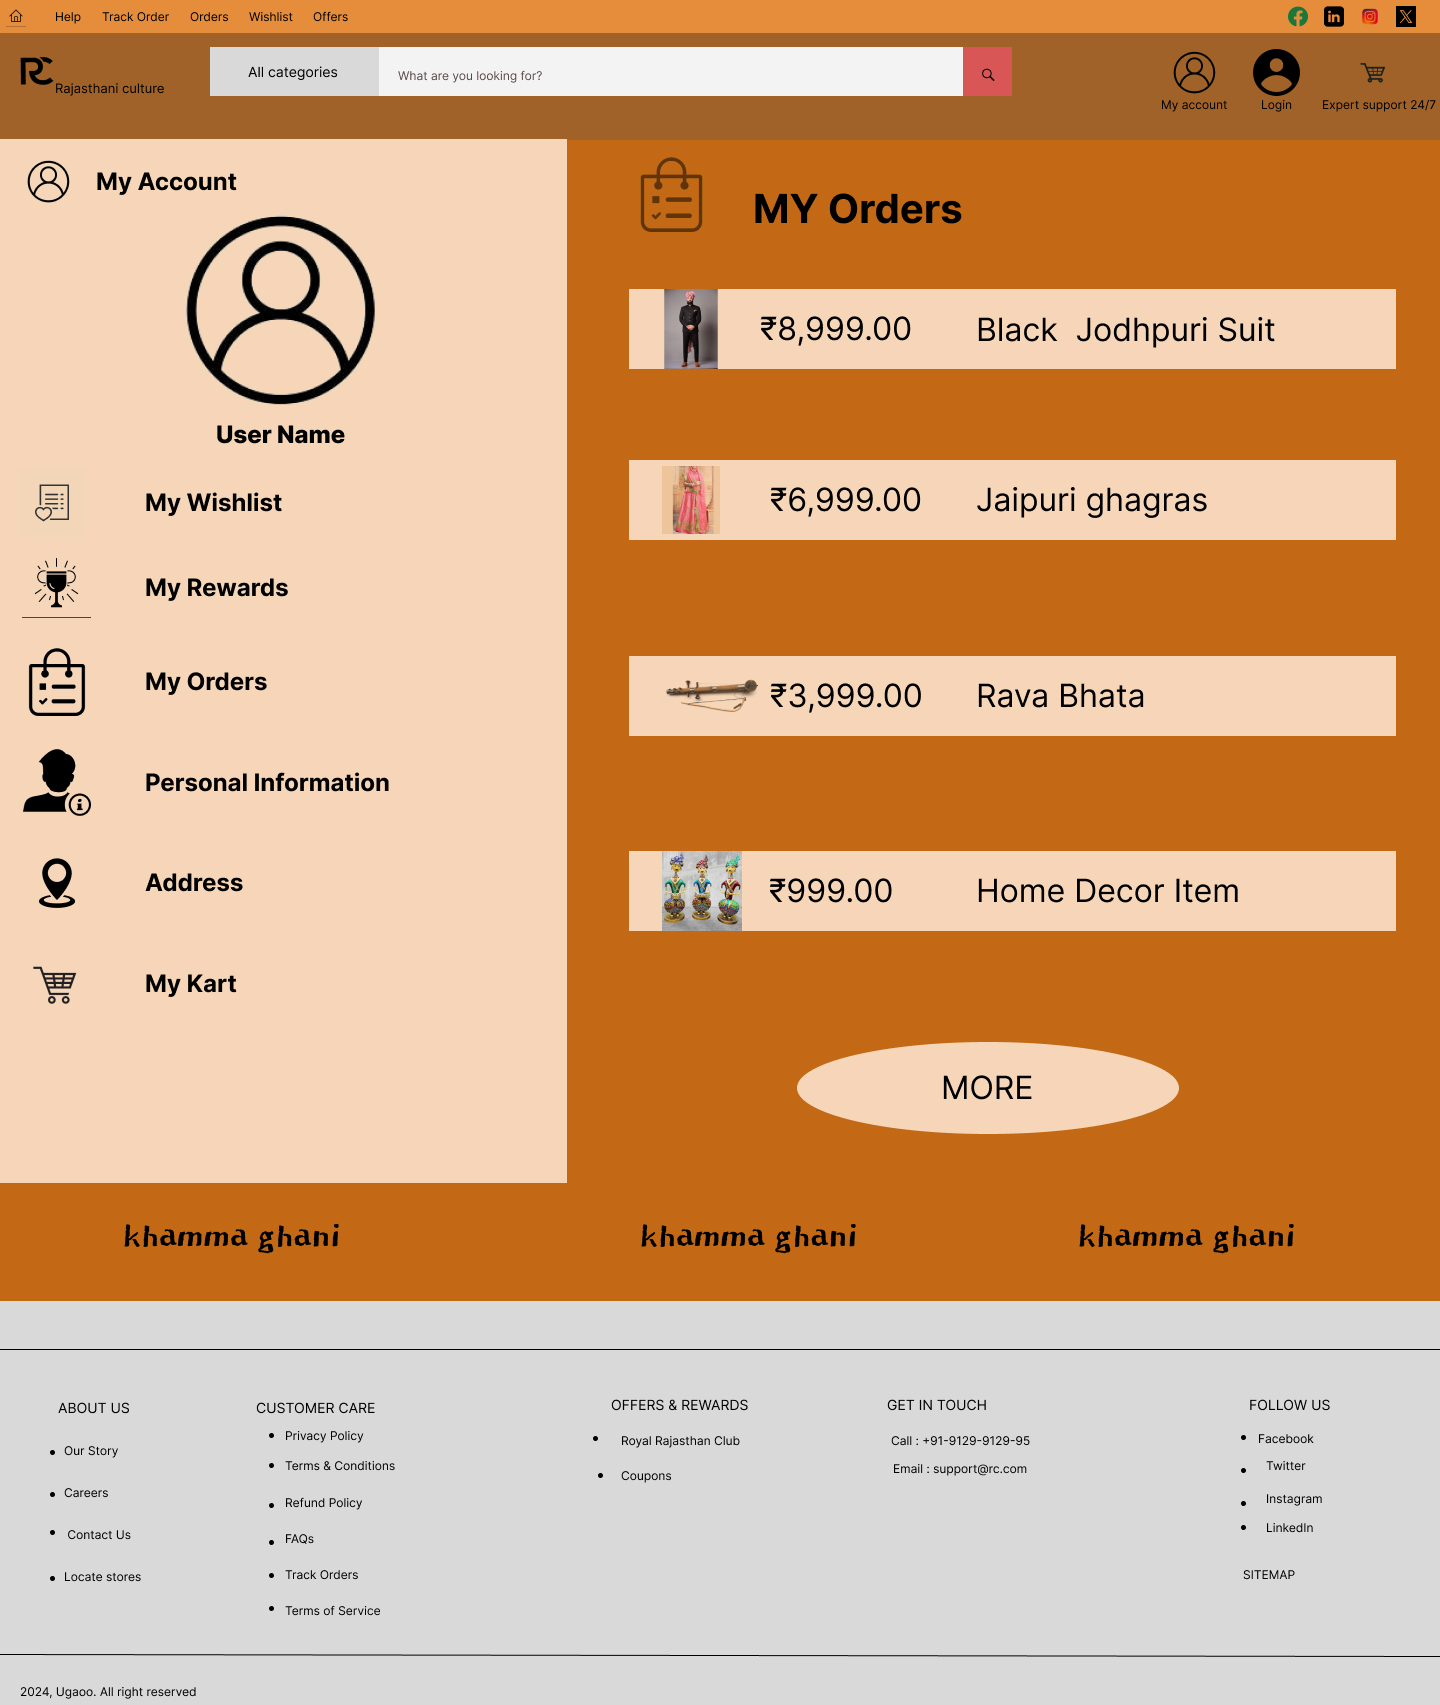 Help Track Order Orders Wishlist Offers
RC Rajasthani culture
All categories
What are you looking for?
My account
Login
Expert support 24/7
My Account
User Name
My Wishlist
My Rewards
My Orders
Personal Information
Address
My Kart
MY Orders
₹8,999.00 Black Jodhpuri Suit
₹6,999.00 Jaipuri ghagras
₹3,999.00 Rava Bhata
₹999.00 Home Decor Item
MORE
khamma ghani khamma ghani khamma ghani
ABOUT US
Our Story
Careers
Contact Us
Locate stores
CUSTOMER CARE
Privacy Policy
Terms & Conditions
Refund Policy
FAQs
Track Orders
Terms of Service
OFFERS & REWARDS
Royal Rajasthan Club
Coupons
GET IN TOUCH
Call : +91-9129-9129-95
Email : support@rc.com
FOLLOW US
Facebook
Twitter
Instagram
LinkedIn
SITEMAP
2024, Ugaoo. All right reserved